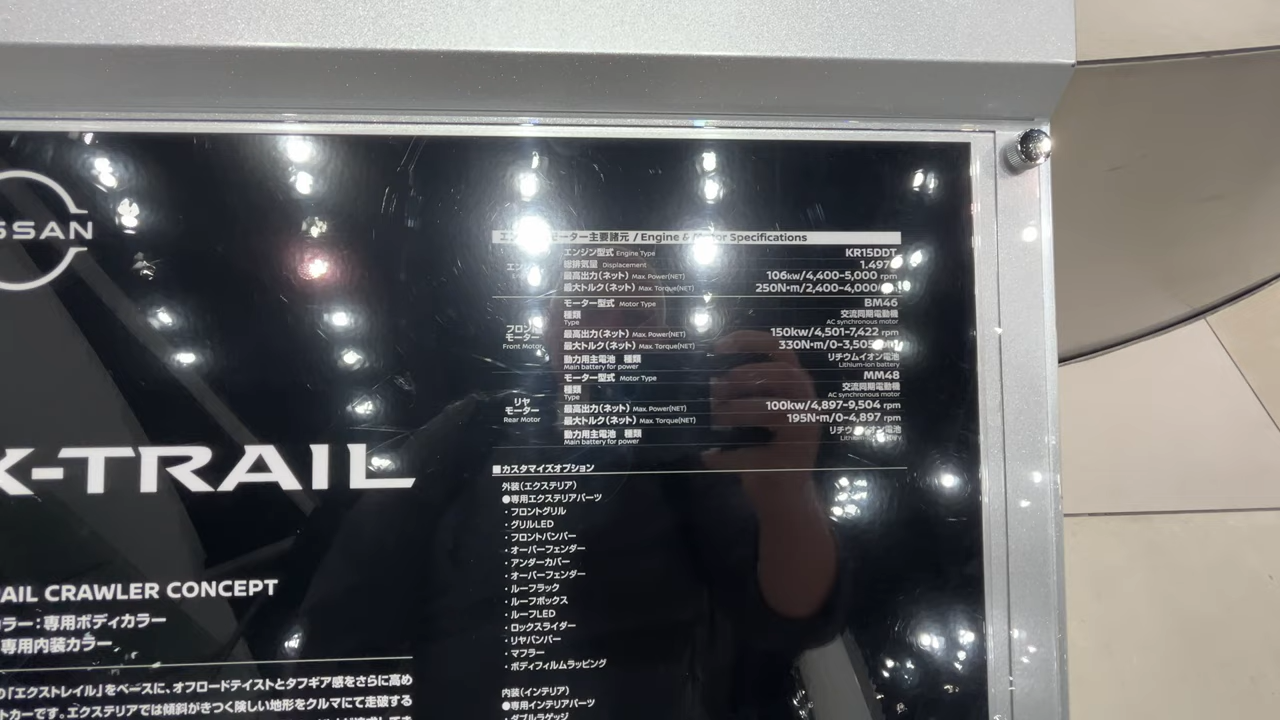 SSAN
X-TRAIL
AIL CRAWLER CONCEPT
ラー：専用ボディカラー
専用内装カラー
の「エクストレイル」をベースに、オフロードテイストとタフギア感をさらに高め
トカーです。エクステリアでは傾斜がきつく険しい地形をクルマにて走破する
モーター主要諸元 / Engine & Motor Specifications
エンジン型式 Engine Type KR15DDT
総排気量 Displacement 1.497
最高出力(ネット) Max. Power(NET) 106kw/4,400-5,000 rpm
最大トルク(ネット) Max. Torque(NET) 250N·m/2,400-4,000/
フロント
モーター
Front Motor
モーター型式 Motor Type BM46
種類 交流同期電動機
Type AC synchronous motor
最高出力(ネット) Max. Power(NET) 150kw/4,501-7,422 rpm
最大トルク(ネット) Max. Torque(NET) 330N·m/0-3,505
動力用主電池 種類 リチウムイオン電池
Main battery for power Lithium-ion battery
リヤ
モーター
Rear Motor
モーター型式 Motor Type MM48
種類 交流同期電動機
Type AC synchronous motor
最高出力(ネット) Max. Power(NET) 100kw/4,897-9,504 rpm
最大トルク(ネット) Max. Torque(NET) 195N·m/0-4,897 rpm
動力用主電池 種類 リチウムイオン電池
Main battery for power
■カスタマイズオプション
外装(エクステリア)
●専用エクステリアパーツ
・フロントグリル
・グリルLED
・フロントバンパー
・オーバーフェンダー
・アンダーカバー
・オーバーフェンダー
・ルーフラック
・ルーフボックス
・ルーフLED
・ロックスライダー
・リヤバンパー
・マフラー
・ボディフィルムラッピング
内装(インテリア)
●専用インテリアパーツ
・ダブルラゲッジ